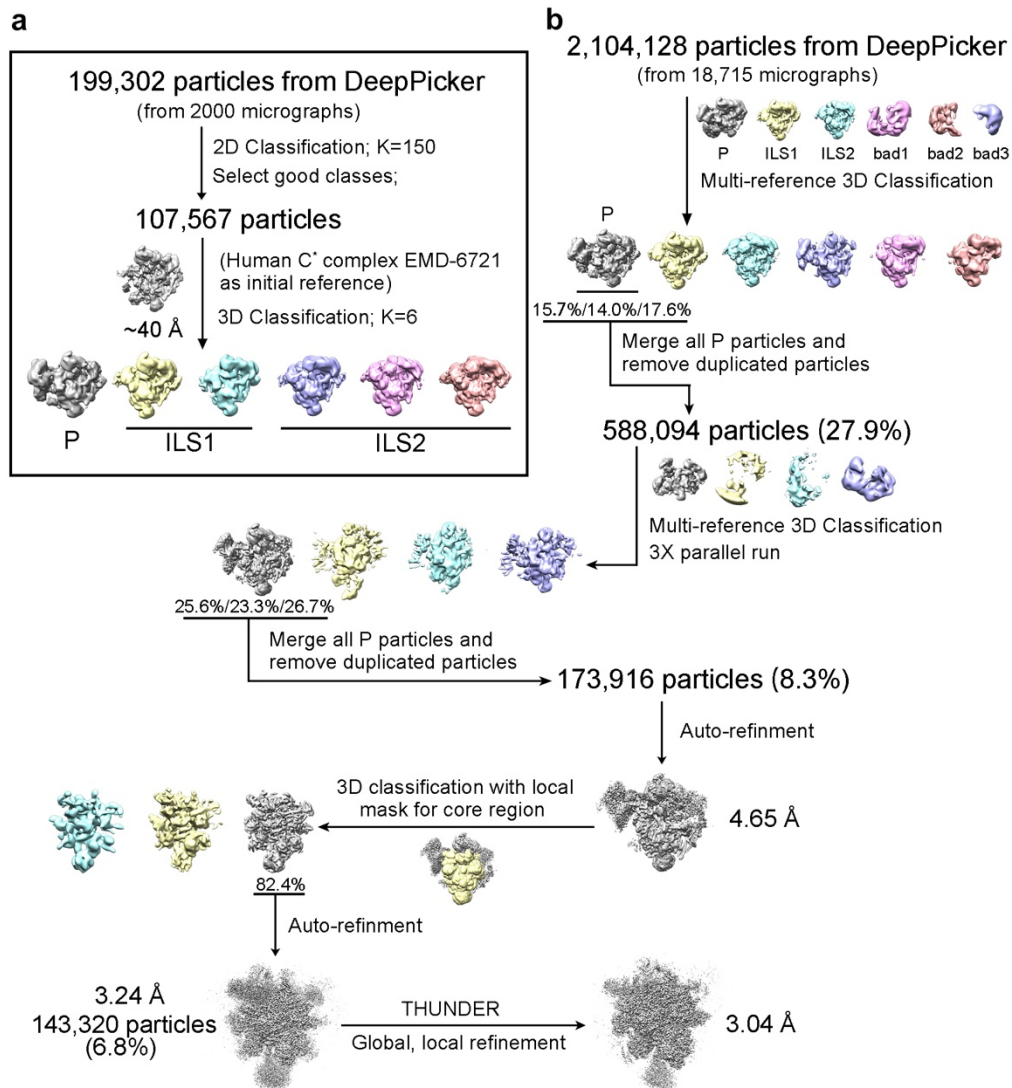 a
199,302 particles from DeepPicker
(from 2000 micrographs)
2D Classification; K=150
Select good classes;
107,567 particles
(Human C* complex EMD-6721
as initial reference)
~40 Å
3D Classification; K=6
P
ILS1
ILS2
b
2,104,128 particles from DeepPicker
(from 18,715 micrographs)
P ILS1 ILS2 bad1 bad2 bad3
Multi-reference 3D Classification
P
15.7%/14.0%/17.6%
Merge all P particles and
remove duplicated particles
588,094 particles (27.9%)
Multi-reference 3D Classification
3X parallel run
25.6%/23.3%/26.7%
Merge all P particles and
remove duplicated particles
173,916 particles (8.3%)
Auto-refinment
4.65 Å
3D classification with local
mask for core region
82.4%
Auto-refinment
3.24 Å
143,320 particles
(6.8%)
THUNDER
Global, local refinement
3.04 Å